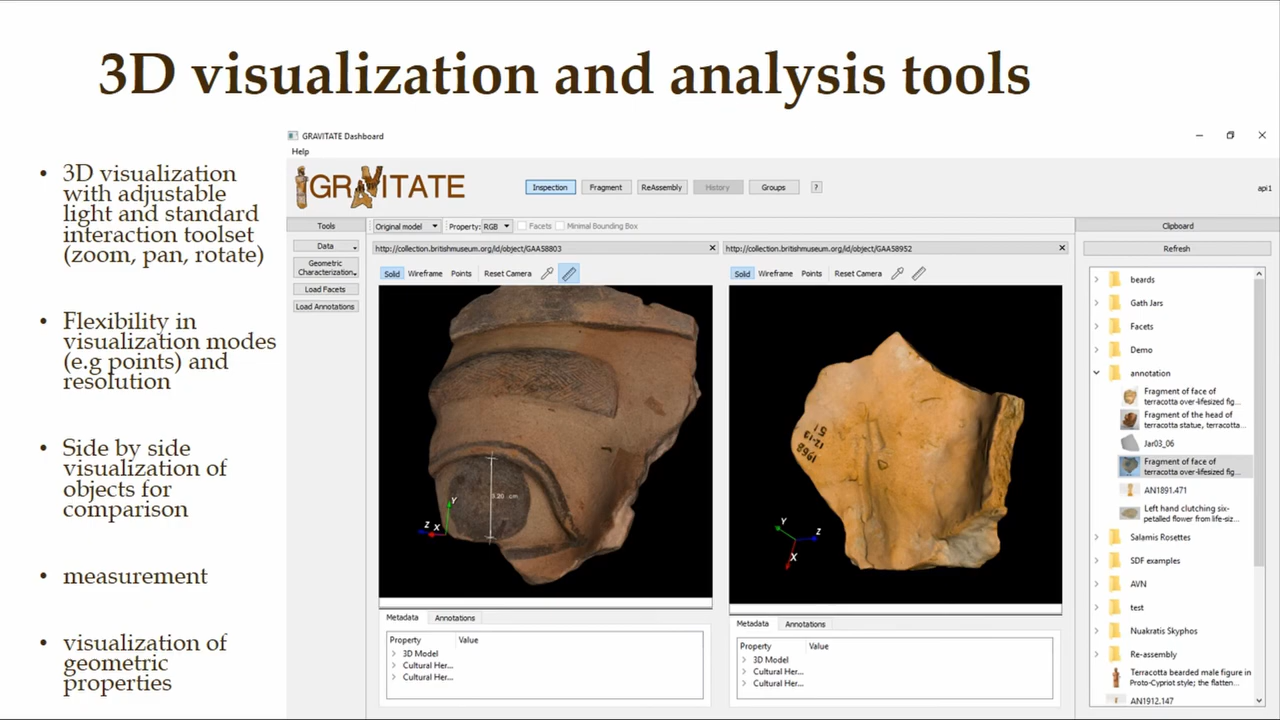 3D visualization and analysis tools
• 3D visualization
with adjustable
light and standard
interaction toolset
(zoom, pan, rotate)
• Flexibility in
visualization modes
(e.g points) and
resolution
• Side by side
visualization of
objects for
comparison
• measurement
• visualization of
geometric
properties
GRAVITATE Dashboard
Help
GRAVITATE
Inspection Fragment ReAssembly History Groups ?
api1
Tools
Data
Geometric
Characterization
Load Facets
Load Annotations
Original model Property: RGB Facets Minimal Bounding Box
http://collection.britishmuseum.org/id/object/GAA58803
Solid Wireframe Points Reset Camera
3.20 cm
Y
Z X
Metadata Annotations
Property Value
3D Model
Cultural Her...
Cultural Her...
http://collection.britishmuseum.org/id/object/GAA58952
Solid Wireframe Points Reset Camera
1968
12-13
51
Y Z
X
Metadata Annotations
Property Value
3D Model
Cultural Her...
Cultural Her...
Clipboard
Refresh
beards
Gath Jars
Facets
Demo
annotation
Fragment of face of
terracotta over-lifesized fig...
Fragment of the head of
terracotta statue, terracotta...
Jar03_06
Fragment of face of
terracotta over-lifesized fig...
AN1891.471
Left hand clutching six-
petalled flower from life-siz...
Salamis Rosettes
SDF examples
AVN
test
Nuakratis Skyphos
Re-assembly
Terracotta bearded male figure in
Proto-Cypriot style; the flatten...
AN1912.147